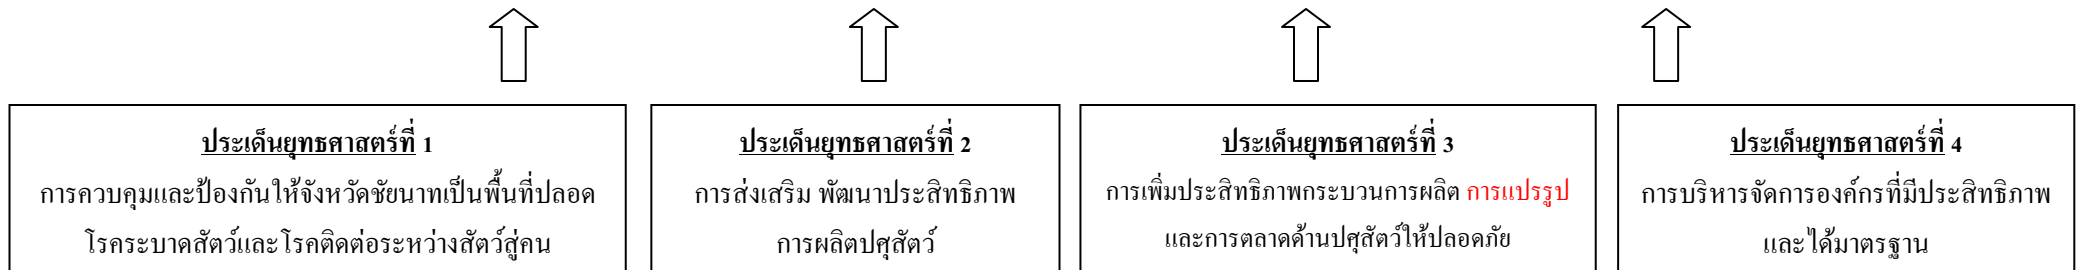 ประเด็นยุทธศาสตร์ที่ 1
การควบคุมและป้องกันให้จังหวัดชัยนาทเป็นพื้นที่ปลอด
โรคระบาดสัตว์และโรคติดต่อระหว่างสัตว์สู่คน
ประเด็นยุทธศาสตร์ที่ 2
การส่งเสริม พัฒนาประสิทธิภาพ
การผลิตปศุสัตว์
ประเด็นยุทธศาสตร์ที่ 3
การเพิ่มประสิทธิภาพกระบวนการผลิต การแปรรูป
และการตลาดด้านปศุสัตว์ให้ปลอดภัย
ประเด็นยุทธศาสตร์ที่ 4
การบริหารจัดการองค์กรที่มีประสิทธิภาพ
และได้มาตรฐาน